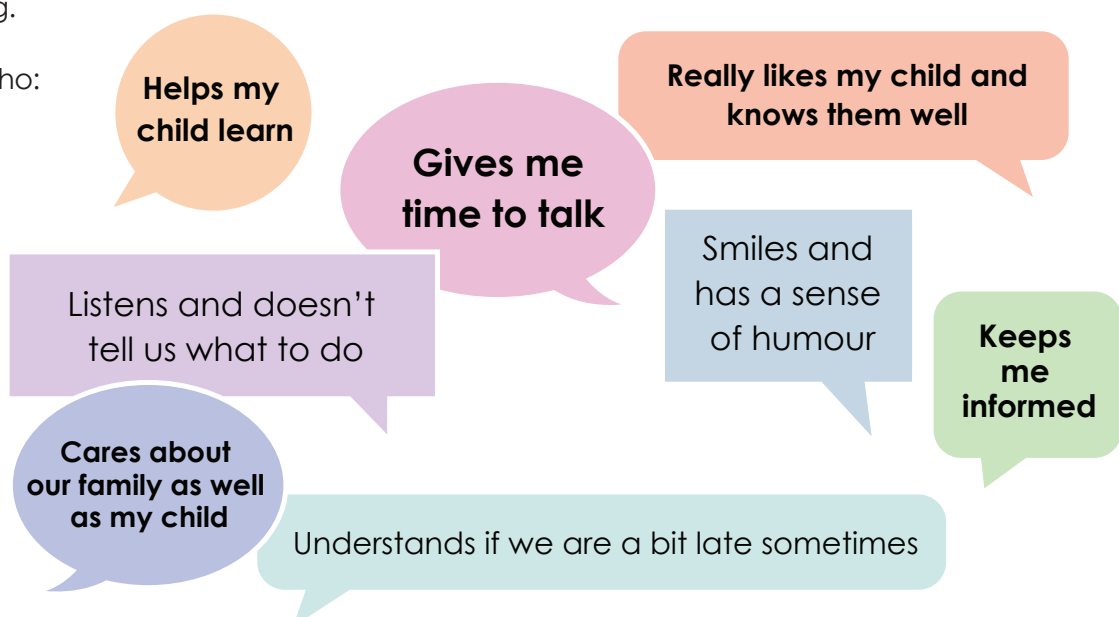 g.
ho:
Helps my
child learn
Gives me
time to talk
Really likes my child and
knows them well
Listens and doesn’t
tell us what to do
Smiles and
has a sense
of humour
Keeps
me
informed
Cares about
our family as well
as my child
Understands if we are a bit late sometimes